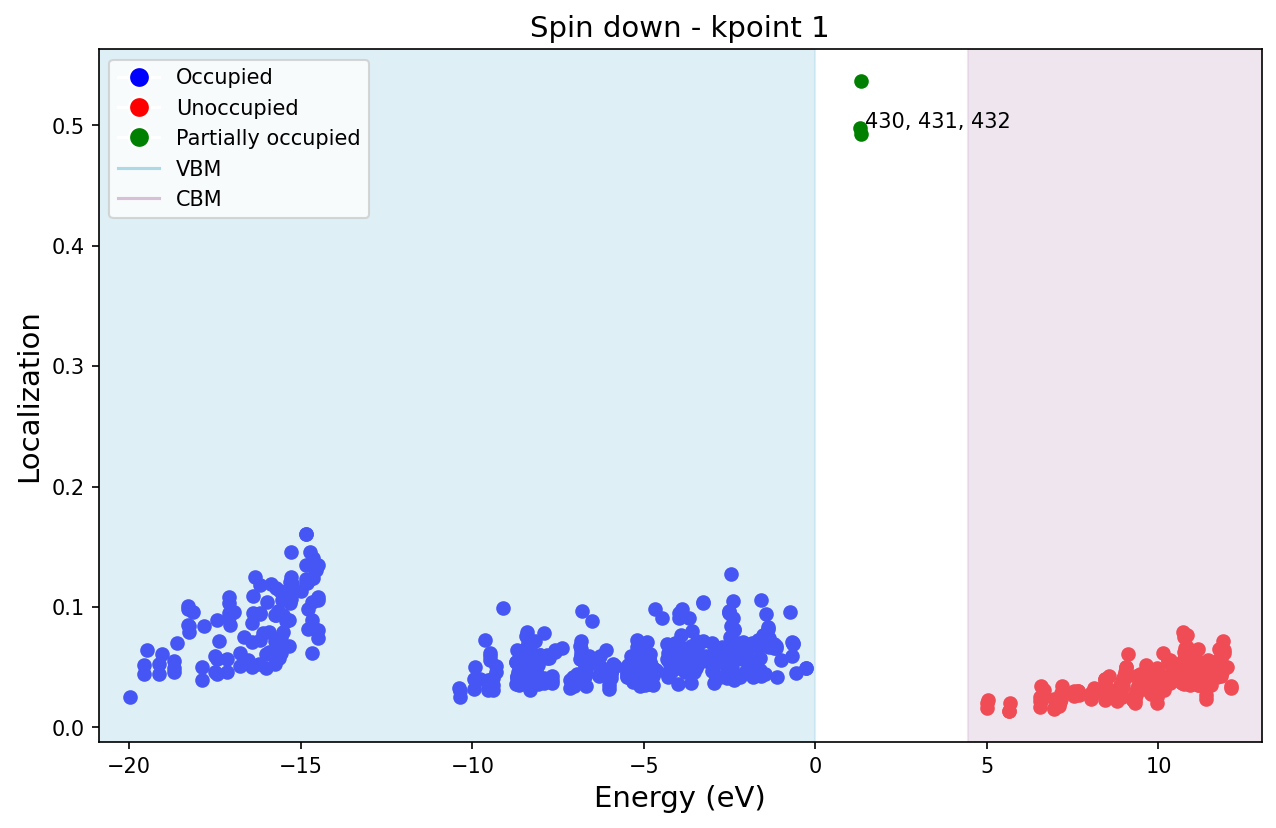 Spin down - kpoint 1
Occupied
Unoccupied
Partially occupied
VBM
CBM
430, 431, 432
0.5
0.4
0.3
0.2
0.1
0.0
Localization
−20
−15
−10
−5
0
5
10
Energy (eV)